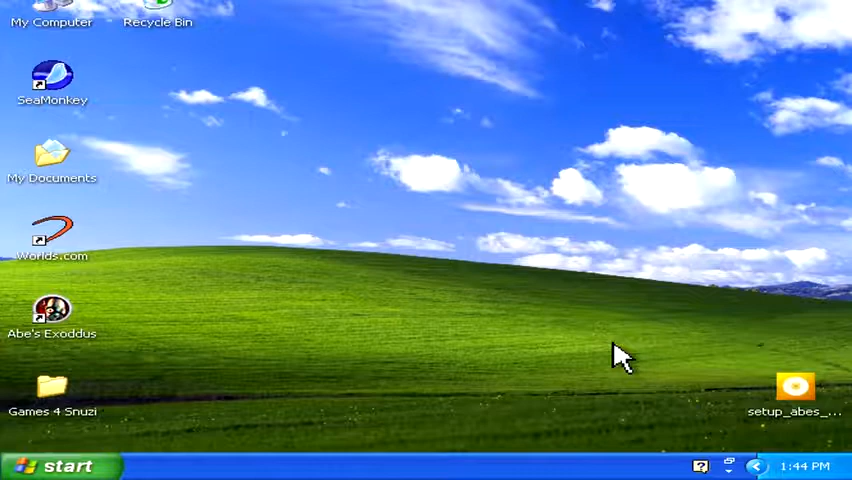 My Computer
Recycle Bin
SeaMonkey
My Documents
Worlds.com
Abe's Exoddus
Games 4 Snuzi
setup_abes_...
start
?
1:44 PM